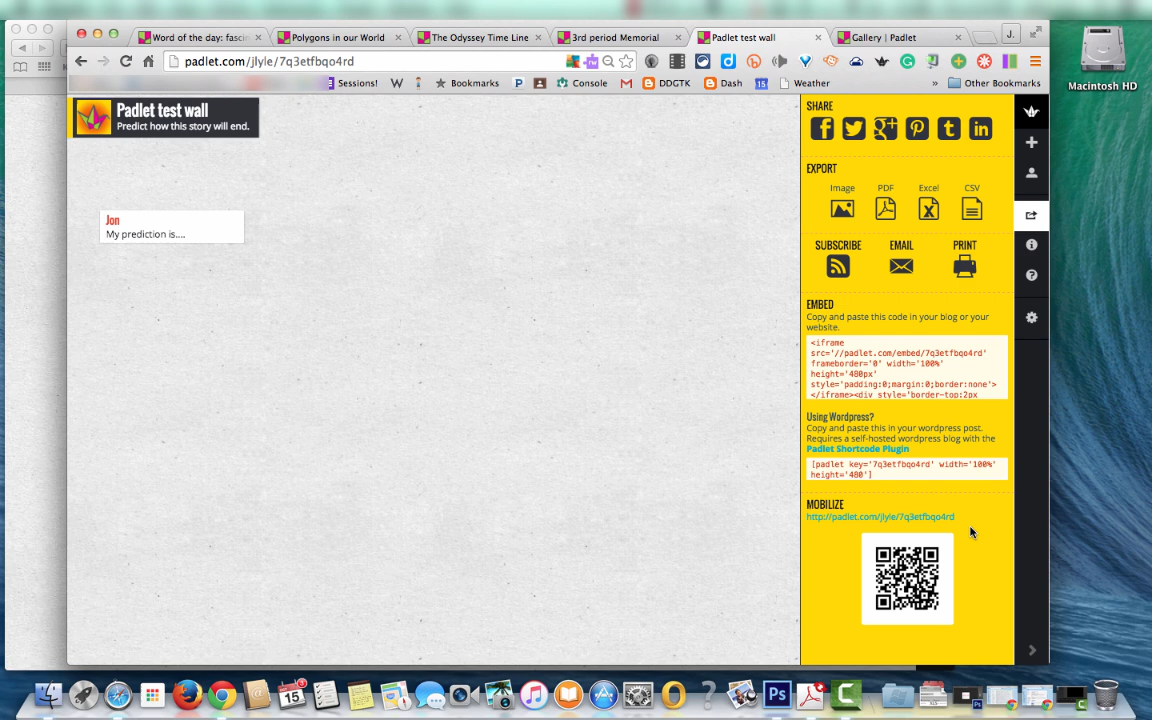 Word of the day: fascin
Polygons in our World
The Odyssey Time Line
3rd period Memorial
Padlet test wall
Gallery | Padlet
J.
padlet.com/jlyle/7q3etfbqo4rd
Sessions!
W
Bookmarks
P
Console
DDGTK
Dash
15
Weather
»
Other Bookmarks
Macintosh HD
Padlet test wall
Predict how this story will end.
Jon
My prediction is....
SHARE
EXPORT
Image PDF Excel CSV
SUBSCRIBE EMAIL PRINT
EMBED
Copy and paste this code in your blog or your
website.
<iframe
src='//padlet.com/embed/7q3etfbqo4rd'
frameborder='0' width='100%'
height='480px'
style='padding:0;margin:0;border:none'>
</iframe><div style='border-top:2px
Using Wordpress?
Copy and paste this in your wordpress post.
Requires a self-hosted wordpress blog with the
Padlet Shortcode Plugin
[padlet key='7q3etfbqo4rd' width='100%'
height='480']
MOBILIZE
http://padlet.com/jlyle/7q3etfbqo4rd
15
Ps